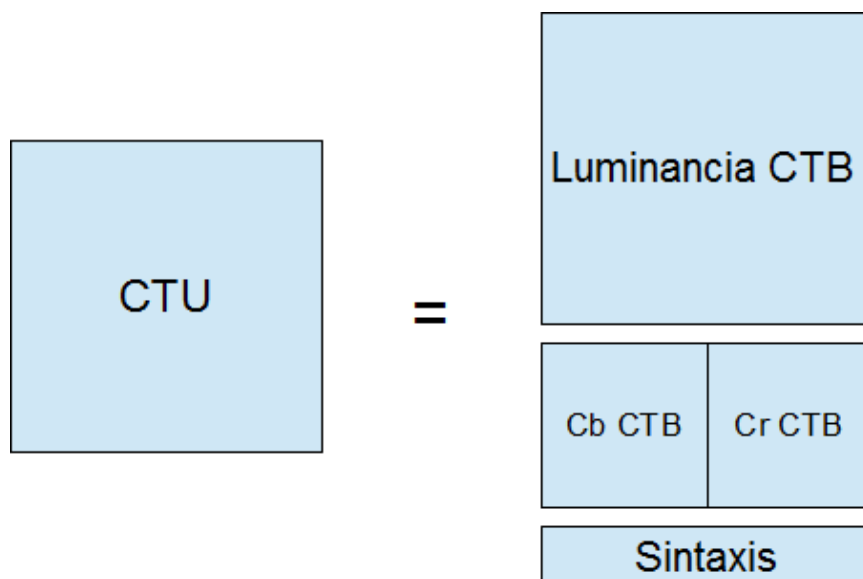 CTU
=
Luminancia CTB
Cb CTB
Cr CTB
Sintaxis